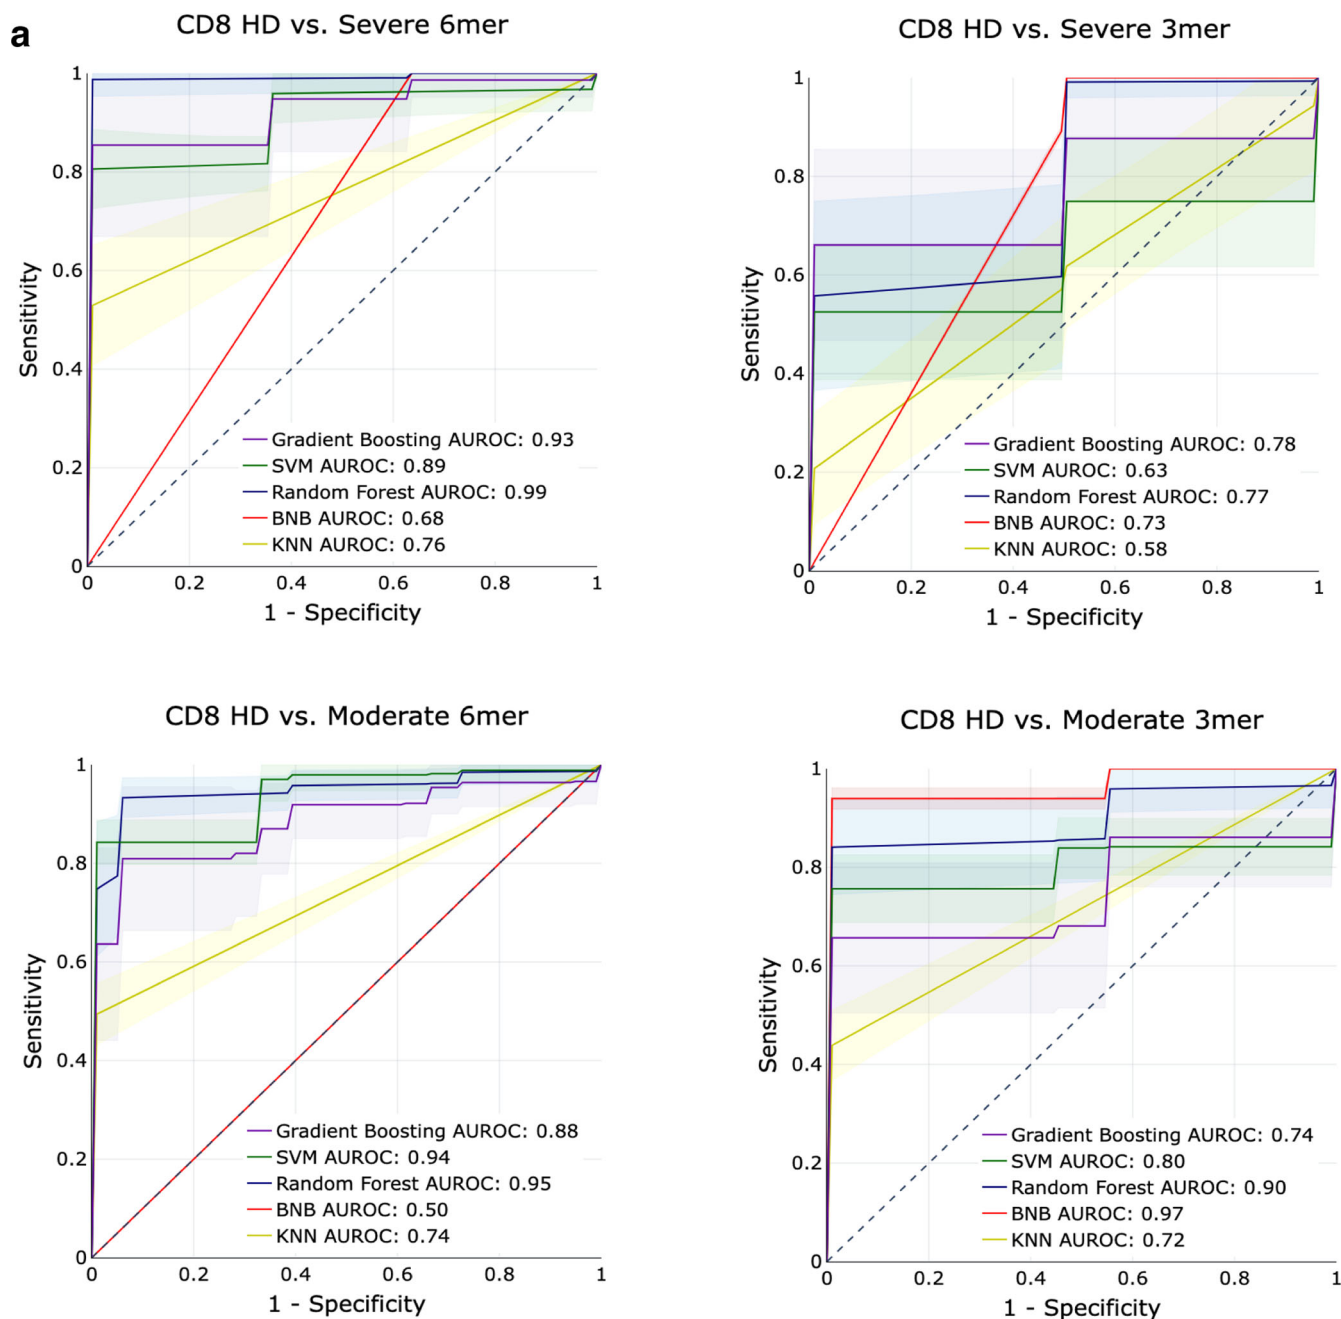 a
CD8 HD vs. Severe 6mer
1
0.8
0.6
0.4
0.2
0
Sensitivity
Gradient Boosting AUROC: 0.93
SVM AUROC: 0.89
Random Forest AUROC: 0.99
BNB AUROC: 0.68
KNN AUROC: 0.76
0 0.2 0.4 0.6 0.8 1
1 - Specificity
CD8 HD vs. Severe 3mer
1
0.8
0.6
0.4
0.2
0
Sensitivity
Gradient Boosting AUROC: 0.78
SVM AUROC: 0.63
Random Forest AUROC: 0.77
BNB AUROC: 0.73
KNN AUROC: 0.58
0 0.2 0.4 0.6 0.8 1
1 - Specificity
CD8 HD vs. Moderate 6mer
1
0.8
0.6
0.4
0.2
0
Sensitivity
Gradient Boosting AUROC: 0.88
SVM AUROC: 0.94
Random Forest AUROC: 0.95
BNB AUROC: 0.50
KNN AUROC: 0.74
0 0.2 0.4 0.6 0.8 1
1 - Specificity
CD8 HD vs. Moderate 3mer
1
0.8
0.6
0.4
0.2
0
Sensitivity
Gradient Boosting AUROC: 0.74
SVM AUROC: 0.80
Random Forest AUROC: 0.90
BNB AUROC: 0.97
KNN AUROC: 0.72
0 0.2 0.4 0.6 0.8 1
1 - Specificity